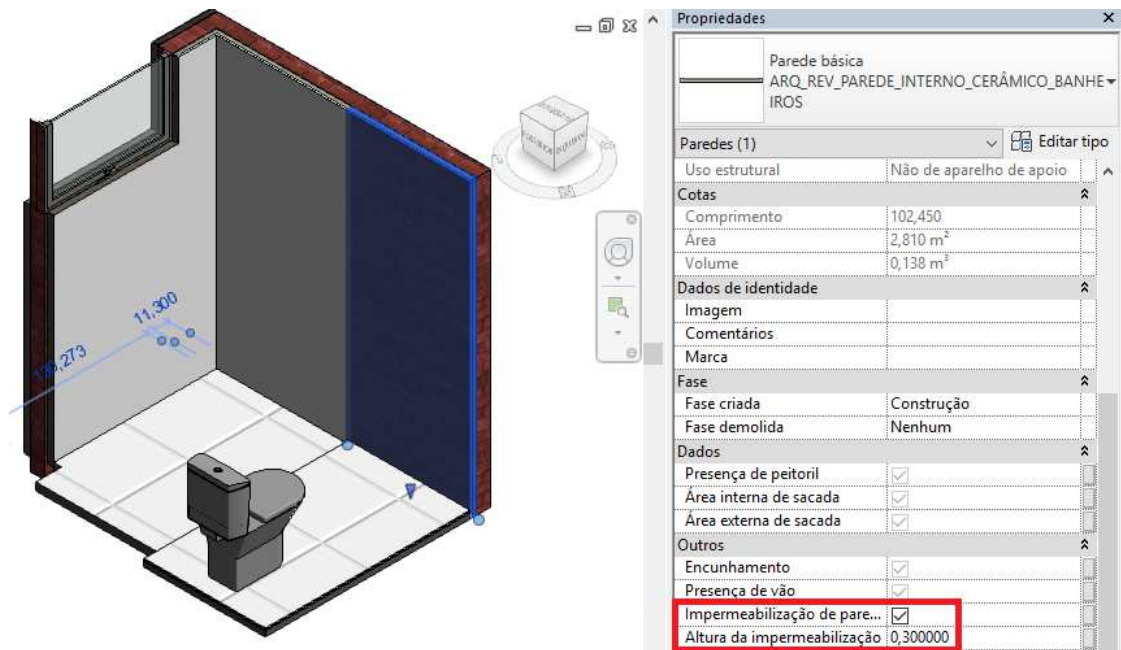 Propriedades
Parede básica
ARQ_REV_PAREDE_INTERNO_CERÂMICO_BANHE
IROS
Paredes (1)
Editar tipo
Uso estrutural Não de aparelho de apoio
Cotas
Comprimento 102,450
Área 2,810 m²
Volume 0,138 m³
Dados de identidade
Imagem
Comentários
Marca
Fase
Fase criada Construção
Fase demolida Nenhum
Dados
Presença de peitoril
Área interna de sacada
Área externa de sacada
Outros
Encunhamento
Presença de vão
Impermeabilização de pare...
Altura da impermeabilização 0,300000
11,300